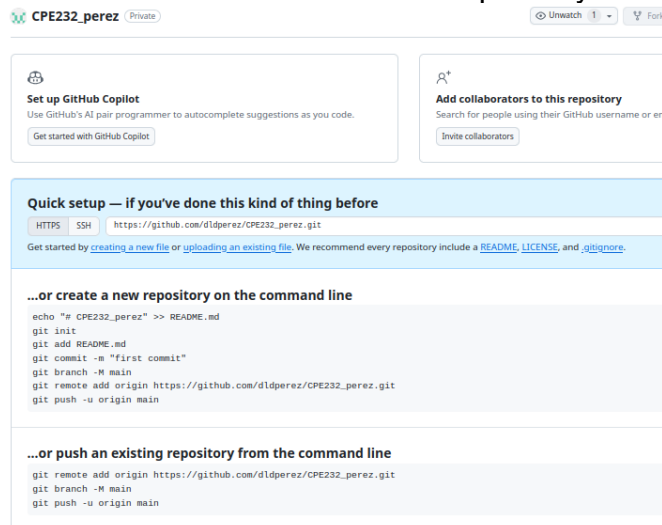 CPE232_perez Private
Unwatch 1
Set up GitHub Copilot
Use GitHub's AI pair programmer to autocomplete suggestions as you code.
Get started with GitHub Copilot
Add collaborators to this repository
Search for people using their GitHub username or
Invite collaborators
Quick setup — if you've done this kind of thing before
HTTPS SSH https://github.com/dldperez/CPE232_perez.git
Get started by creating a new file or uploading an existing file. We recommend every repository include a README, LICENSE, and .gitignore.
...or create a new repository on the command line
echo "# CPE232_perez" >> README.md
git init
git add README.md
git commit -m "first commit"
git branch -M main
git remote add origin https://github.com/dldperez/CPE232_perez.git
git push -u origin main
...or push an existing repository from the command line
git remote add origin https://github.com/dldperez/CPE232_perez.git
git branch -M main
git push -u origin main